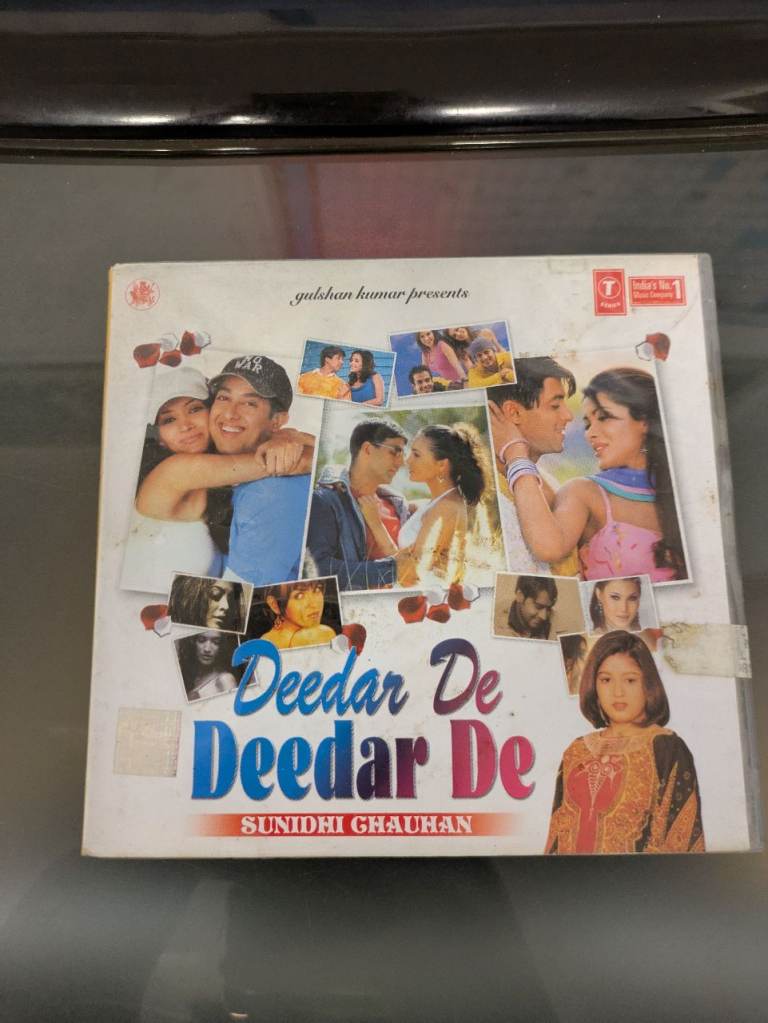 gulshan kumar presents
T
SERIES
India's No.1
Music Company
NO
WAR
Deedar De
Deedar De
SUNIDHI CHAUHAN